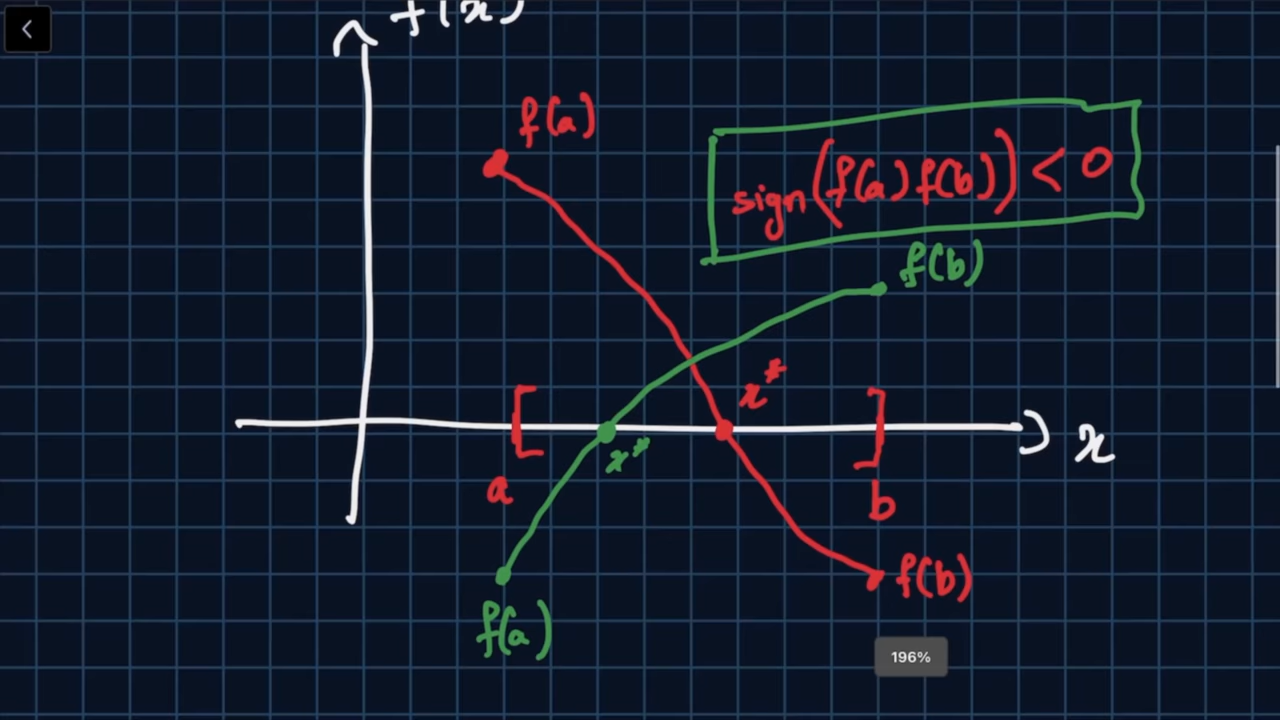 f(x)
f(a)
sign(f(a)f(b)) < 0
f(b)
x*
x*
x
a
b
f(b)
f(a)
196%